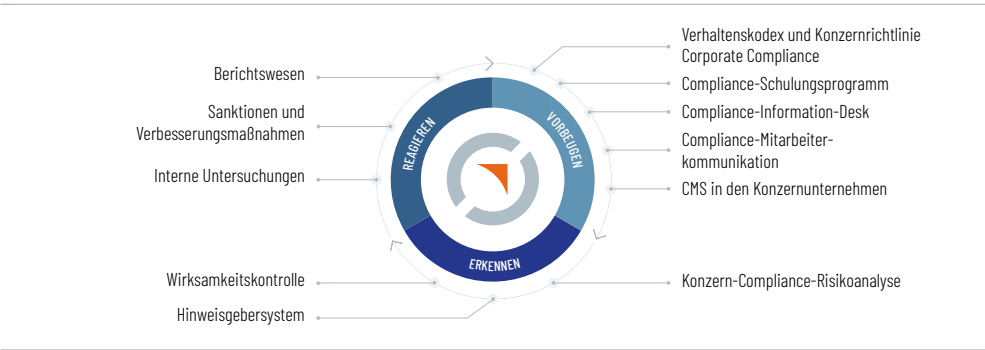 Verhaltenskodex und Konzernrichtlinie
Corporate Compliance
Compliance-Schulungsprogramm
Compliance-Information-Desk
Compliance-Mitarbeiter-
kommunikation
CMS in den Konzernunternehmen
Konzern-Compliance-Risikoanalyse
Berichtswesen
Sanktionen und
Verbesserungsmaßnahmen
Interne Untersuchungen
Wirksamkeitskontrolle
Hinweisgebersystem
REAGIEREN
VORBEUGEN
ERKENNEN